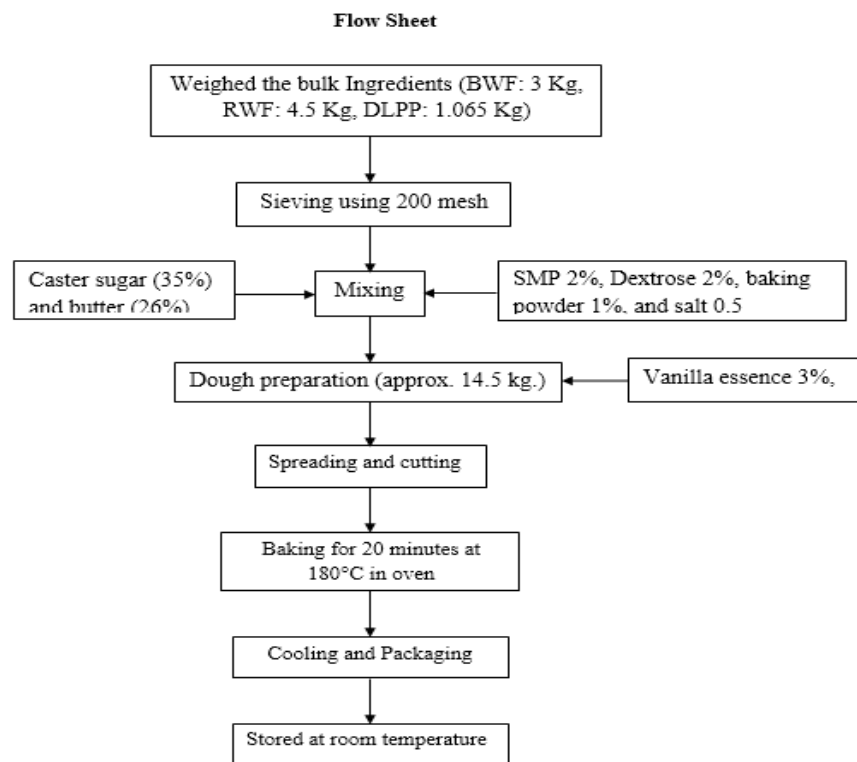 Flow Sheet
Weighed the bulk Ingredients (BWF: 3 Kg,
RWF: 4.5 Kg, DLPP: 1.065 Kg)
Sieving using 200 mesh
Caster sugar (35%)
and butter (26%)
Mixing
SMP 2%, Dextrose 2%, baking
powder 1%, and salt 0.5
Dough preparation (approx. 14.5 kg.)
Vanilla essence 3%,
Spreading and cutting
Baking for 20 minutes at
180°C in oven
Cooling and Packaging
Stored at room temperature